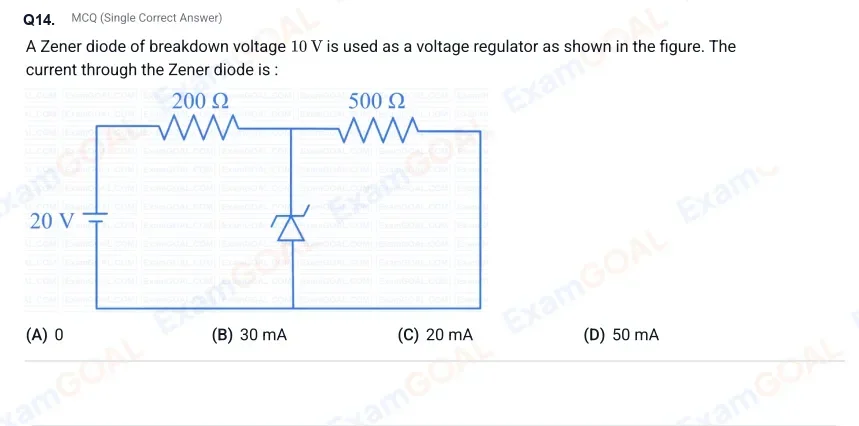 Q14. MCQ (Single Correct Answer)
A Zener diode of breakdown voltage 10 V is used as a voltage regulator as shown in the figure. The
current through the Zener diode is :
200 Ω 500 Ω
20 V
(A) 0 (B) 30 mA (C) 20 mA (D) 50 mA
ExamGOAL